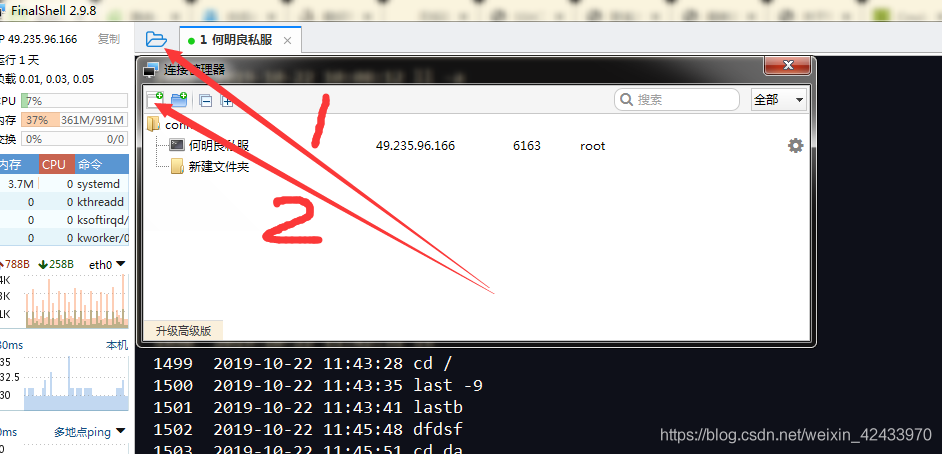 FinalShell 2.9.8
P 49.235.96.166 复制
运行 1 天
负载 0.01, 0.03, 0.05
CPU 7%
内存 37% 361M/991M
交换 0% 0/0
内存 CPU 命令
3.7M 0 systemd
0 0 kthreadd
0 0 ksoftirqd/
0 0 kworker/0
788B 258B eth0
4K
3K
1K
30ms 本机
35
32.5
30
0ms 多地点ping
0
1 何明良私服
连接管理器
搜索 全部
conn
何明良私服 49.235.96.166 6163 root
新建文件夹
1
2
升级高级版
1499 2019-10-22 11:43:28 cd /
1500 2019-10-22 11:43:35 last -9
1501 2019-10-22 11:43:41 lastb
1502 2019-10-22 11:45:48 dfdsf
1503 2019-10-22 11:45:51 cd da
https://blog.csdn.net/weixin_42433970